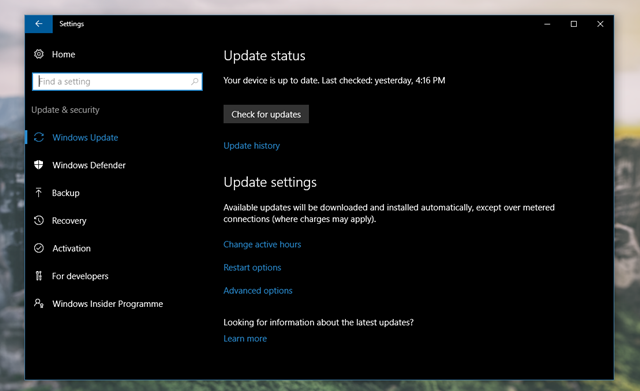 Settings
Home
Find a setting
Update & security
Windows Update
Windows Defender
Backup
Recovery
Activation
For developers
Windows Insider Programme
Update status
Your device is up to date. Last checked: yesterday, 4:16 PM
Check for updates
Update history
Update settings
Available updates will be downloaded and installed automatically, except over metered
connections (where charges may apply).
Change active hours
Restart options
Advanced options
Looking for information about the latest updates?
Learn more